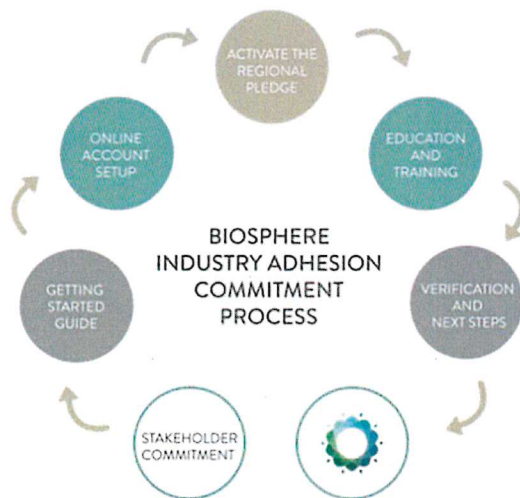 ACTIVATE THE
REGIONAL
PLEDGE
ONLINE
ACCOUNT
SETUP
EDUCATION
AND
TRAINING
BIOSPHERE
INDUSTRY ADHESION
COMMITMENT
PROCESS
GETTING
STARTED
GUIDE
VERIFICATION
AND
NEXT STEPS
STAKEHOLDER
COMMITMENT